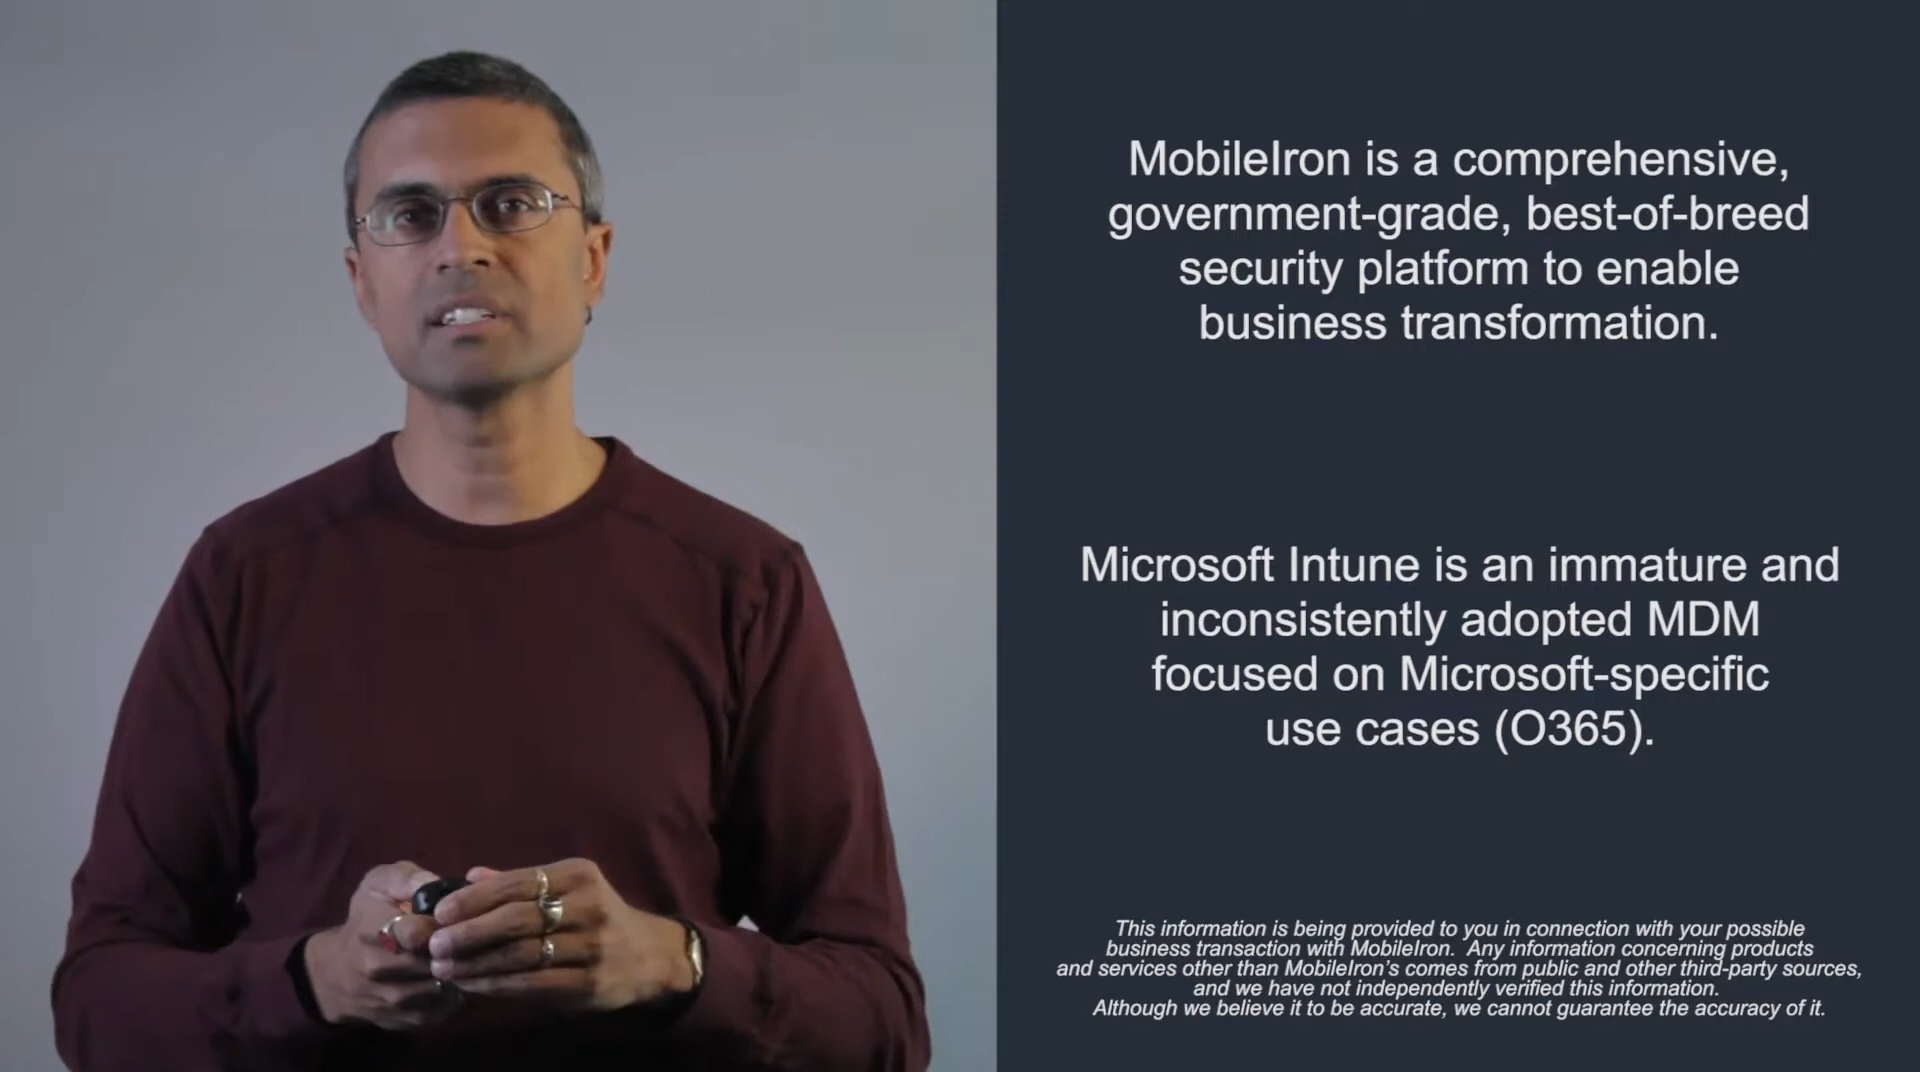 MobileIron is a comprehensive,
government-grade, best-of-breed
security platform to enable
business transformation.
Microsoft Intune is an immature and
inconsistently adopted MDM
focused on Microsoft-specific
use cases (O365).
This information is being provided to you in connection with your possible
business transaction with MobileIron. Any information concerning products
and services other than MobileIron's comes from public and other third-party sources,
and we have not independently verified this information.
Although we believe it to be accurate, we cannot guarantee the accuracy of it.